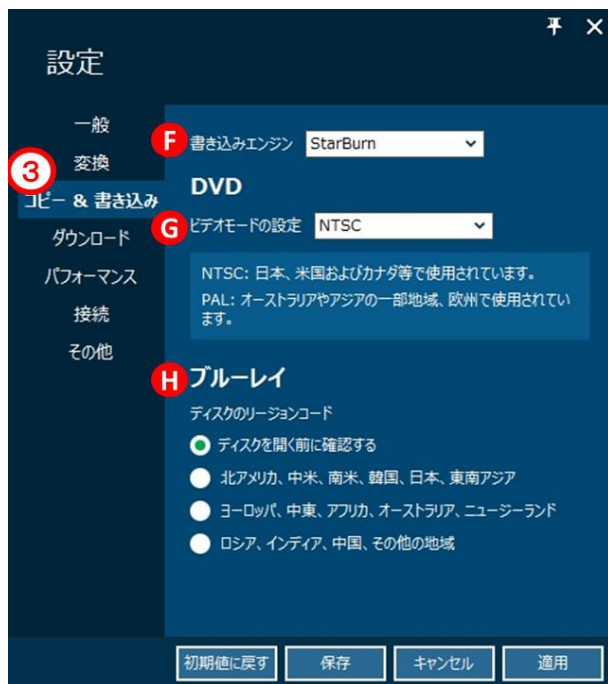 設定
一般
変換
③
コピー & 書き込み
ダウンロード
パフォーマンス
接続
その他
F 書き込みエンジン StarBurn
DVD
G ビデオモードの設定 NTSC
NTSC: 日本、米国およびカナダ等で使用されています。
PAL: オーストラリアやアジアの一部地域、欧州で使用されてい
ます。
H ブルーレイ
ディスクのリージョンコード
ディスクを開く前に確認する
北アメリカ、中米、南米、韓国、日本、東南アジア
ヨーロッパ、中東、アフリカ、オーストラリア、ニュージーランド
ロシア、インディア、中国、その他の地域
初期値に戻す 保存 キャンセル 適用